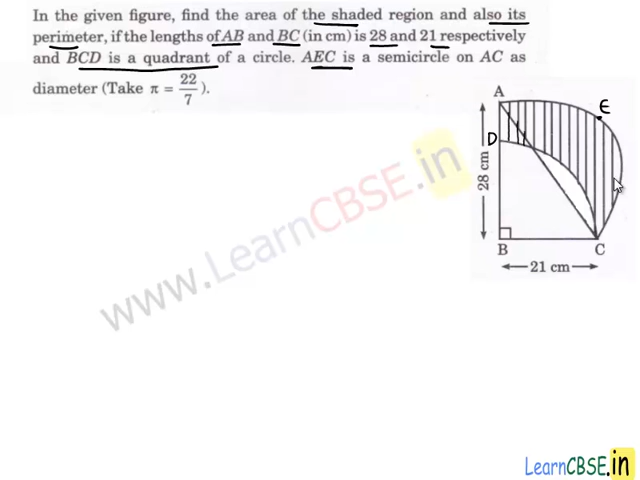 In the given figure, find the area of the shaded region and also its
perimeter, if the lengths of AB and BC (in cm) is 28 and 21 respectively
and BCD is a quadrant of a circle. AEC is a semicircle on AC as
diameter (Take π = 22/7).
A
E
D
28 cm
B
C
21 cm
www.LearnCBSE.in
LearnCBSE.in